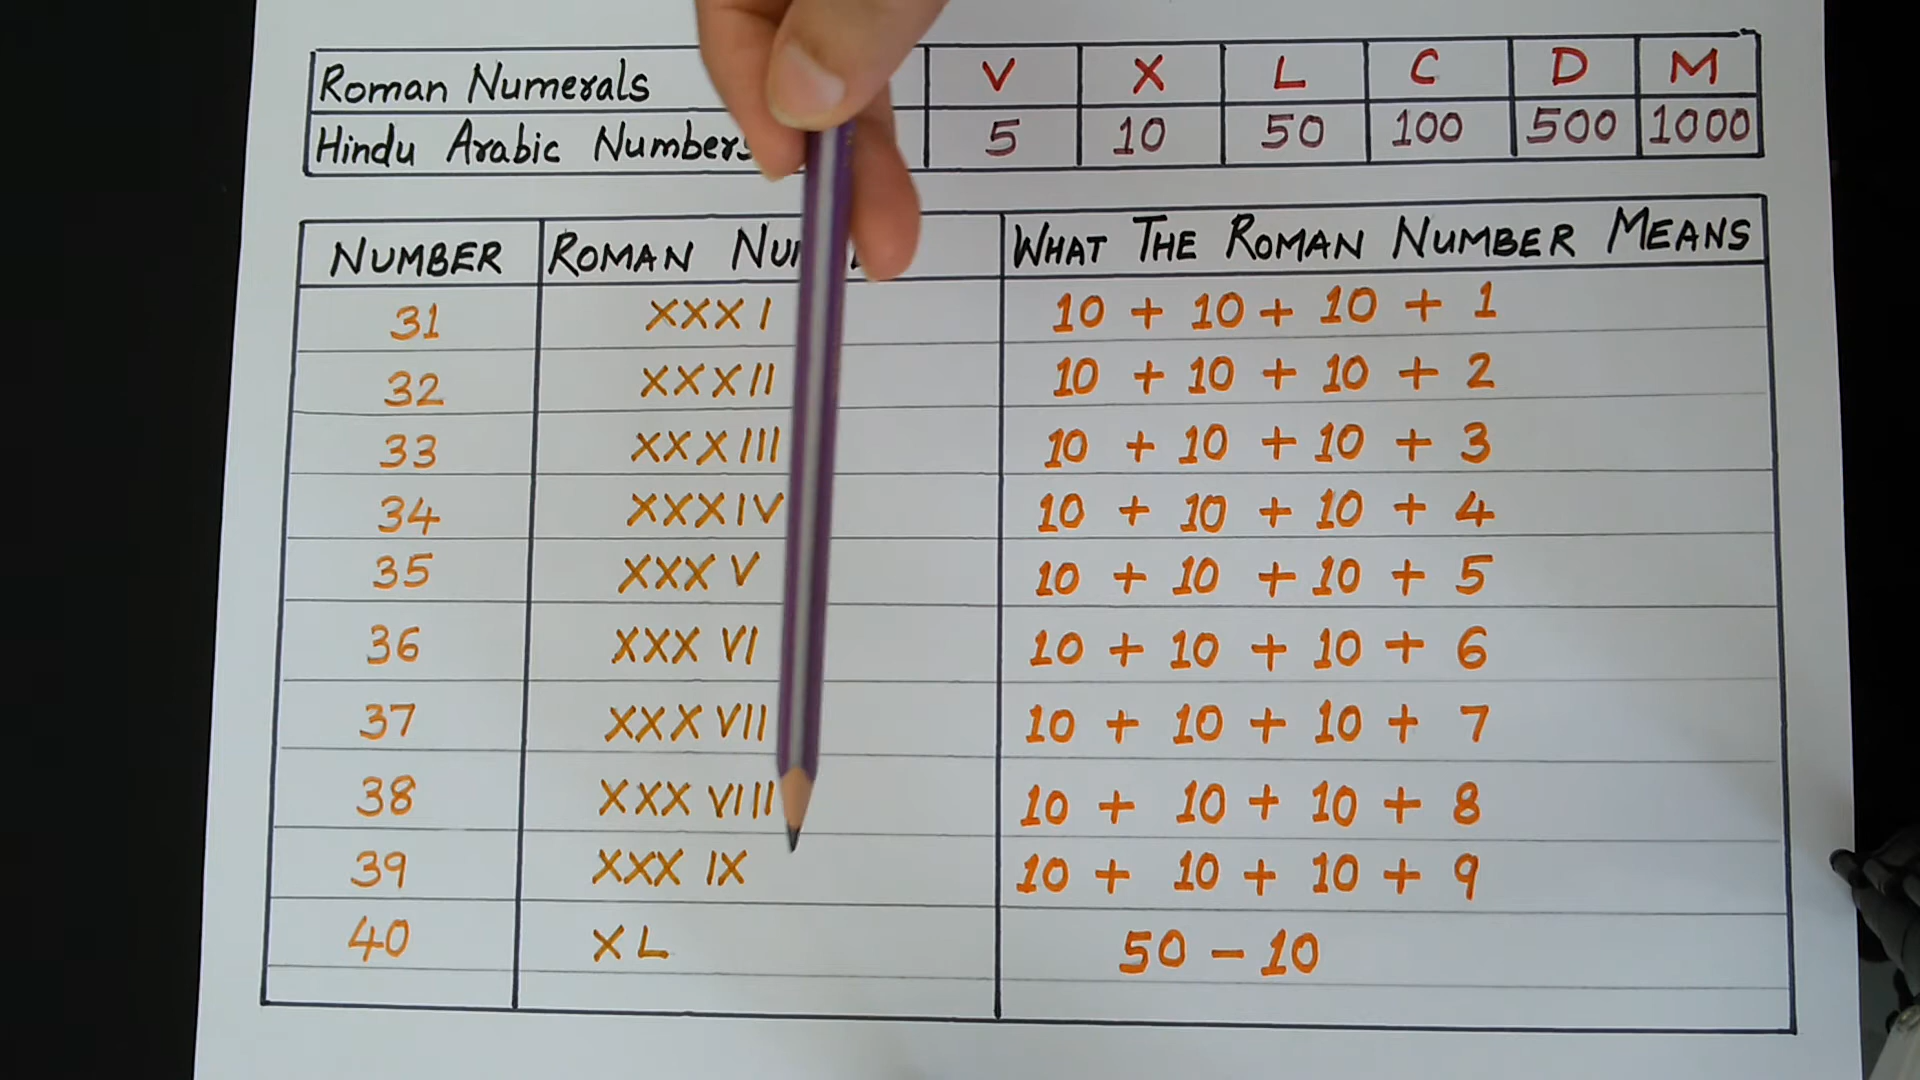 Roman Numerals V X L C D M
Hindu Arabic Numbers 5 10 50 100 500 1000
NUMBER ROMAN WHAT THE ROMAN NUMBER MEANS
31 XXXI 10 + 10 + 10 + 1
32 XXXII 10 + 10 + 10 + 2
33 XXXIII 10 + 10 + 10 + 3
34 XXXIV 10 + 10 + 10 + 4
35 XXXV 10 + 10 + 10 + 5
36 XXXVI 10 + 10 + 10 + 6
37 XXXVII 10 + 10 + 10 + 7
38 XXXVIII 10 + 10 + 10 + 8
39 XXXIX 10 + 10 + 10 + 9
40 XL 50 - 10